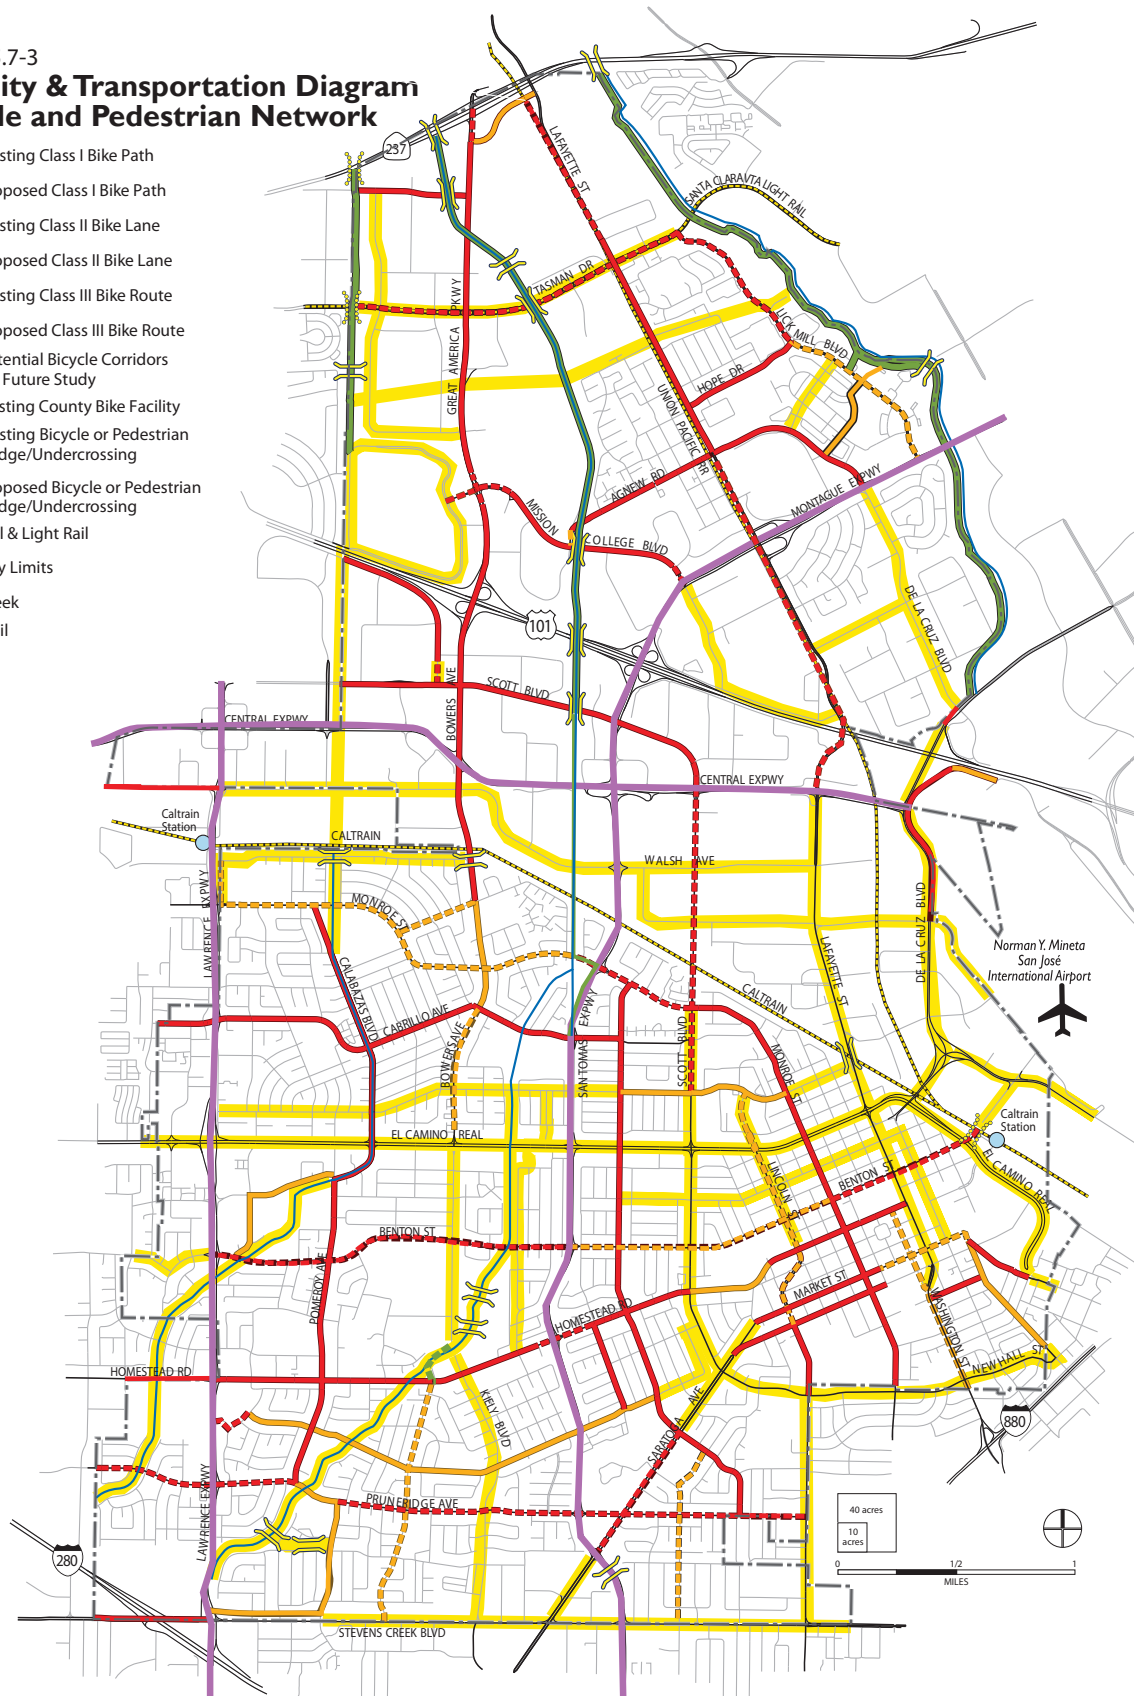 .7-3
ity & Transportation Diagram
le and Pedestrian Network
sting Class I Bike Path
oposed Class I Bike Path
sting Class II Bike Lane
oposed Class II Bike Lane
sting Class III Bike Route
oposed Class III Bike Route
tential Bicycle Corridors
Future Study
sting County Bike Facility
sting Bicycle or Pedestrian
dge/Undercrossing
oposed Bicycle or Pedestrian
dge/Undercrossing
l & Light Rail
y Limits
eek
il
237
LAFAYETTE ST
SANTA CLARA VTA LIGHT RAIL
TASMAN DR
GREAT AMERICA PKWY
LICK MILL BLVD
HOPE DR
UNION PACIFIC RR
AGNEW RD
MONTAGUE EXPWY
MISSION COLLEGE BLVD
101
DE LA CRUZ BLVD
SCOTT BLVD
BOWERS AVE
CENTRAL EXPWY
CENTRAL EXPWY
Caltrain
Station
CALTRAIN
WALSH AVE
LAWRENCE EXPWY
MONROE ST
DE LA CRUZ BLVD
LAFAYETTE ST
Norman Y. Mineta
San José
International Airport
CALABAZAS BLVD
CABRILLO AVE
BOWERS AVE
SAN TOMAS EXPWY
SCOTT BLVD
CALTRAIN
MONROE ST
EL CAMINO REAL
Caltrain
Station
EL CAMINO REAL
BENTON ST
LINCOLN ST
BENTON ST
POMEROY AVE
MARKET ST
HOMESTEAD RD
WASHINGTON ST
NEWHALL ST
HOMESTEAD RD
KIELY BLVD
SARATOGA AVE
880
LAWRENCE EXPWY
PRUNERIDGE AVE
280
40 acres
10
acres
0 1/2 1
MILES
STEVENS CREEK BLVD